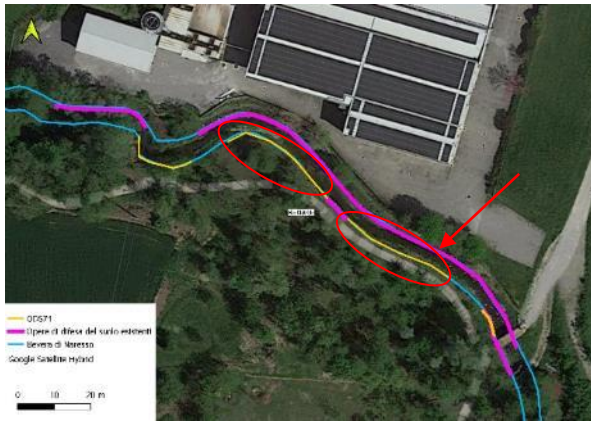 ODS71
Opere di difesa del suolo esistenti
Bevera di Naresso
Google Satellite Hybrid
0 10 20 m